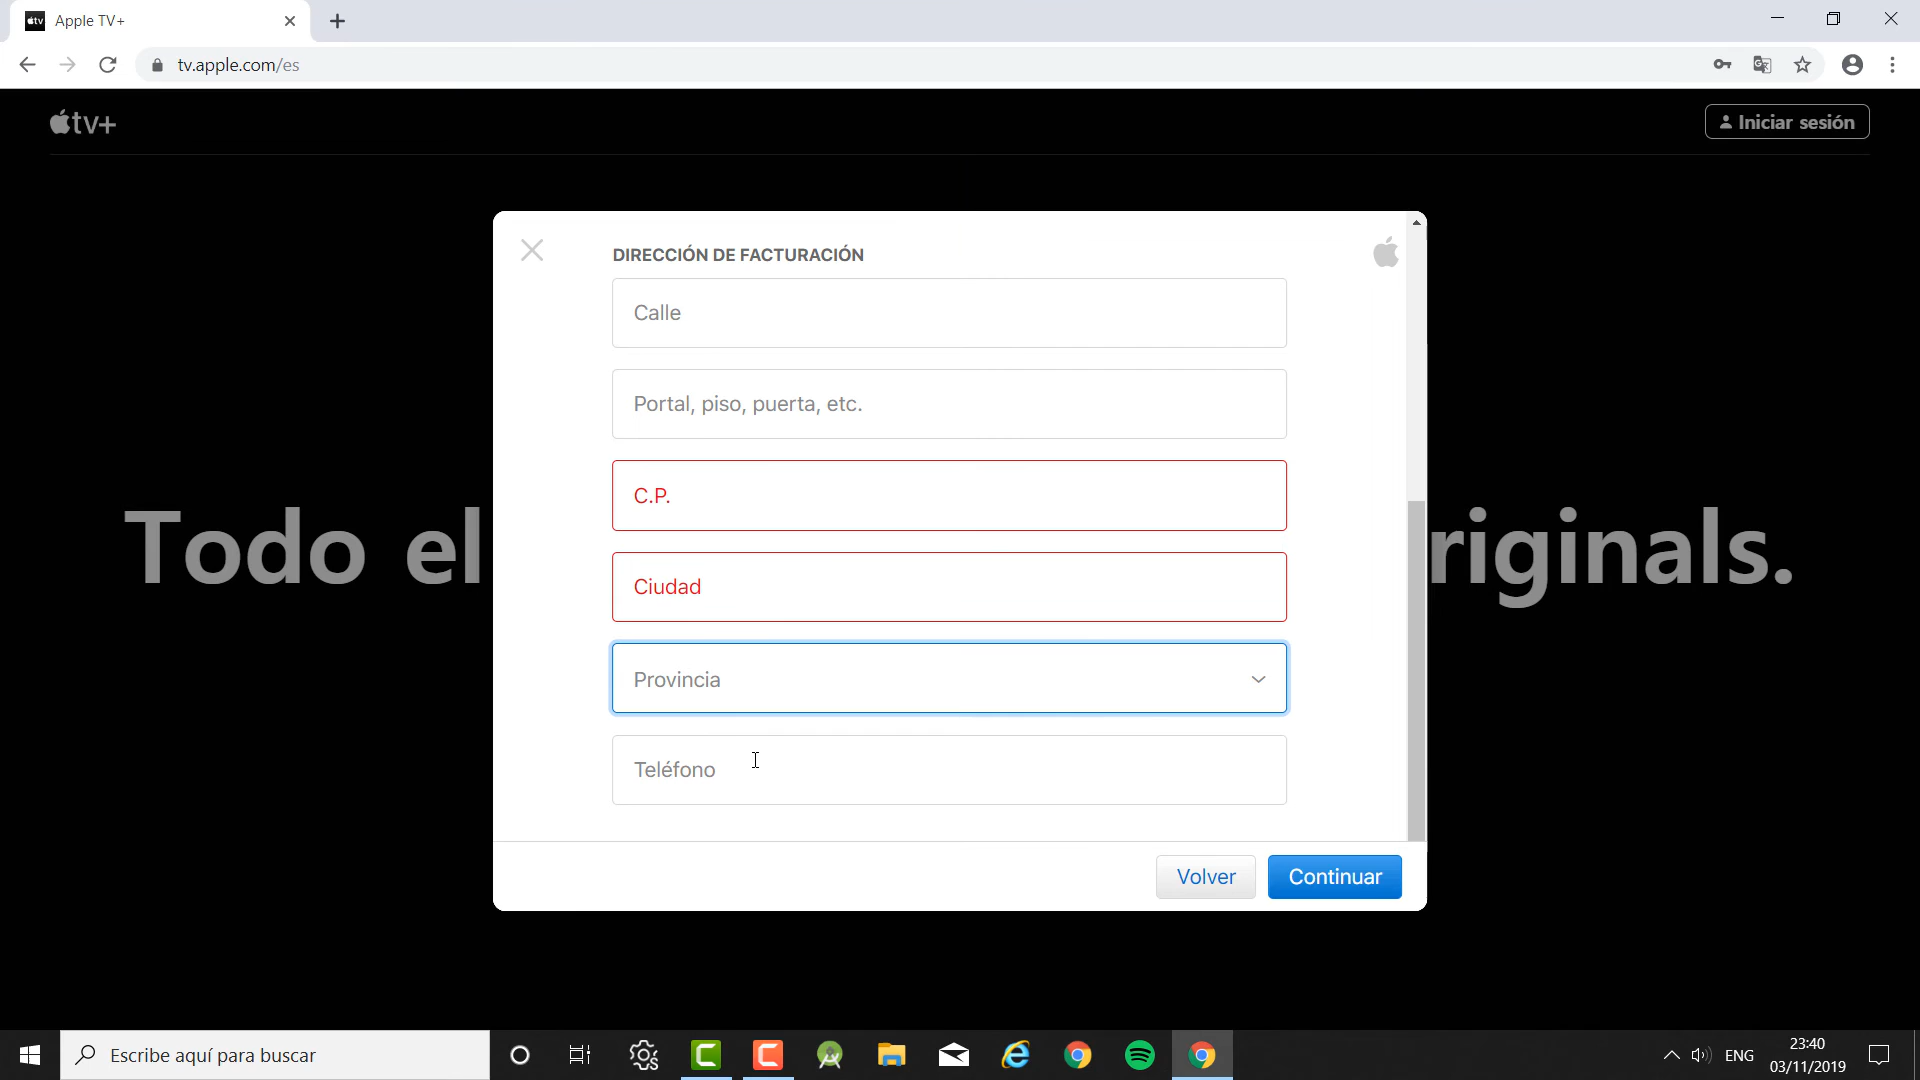 Apple TV+
tv.apple.com/es
tv+
Iniciar sesión
DIRECCIÓN DE FACTURACIÓN
Calle
Portal, piso, puerta, etc.
C.P.
Todo el
riginals.
Ciudad
Provincia
Teléfono
Volver
Continuar
Escribe aquí para buscar
ENG
23:40
03/11/2019